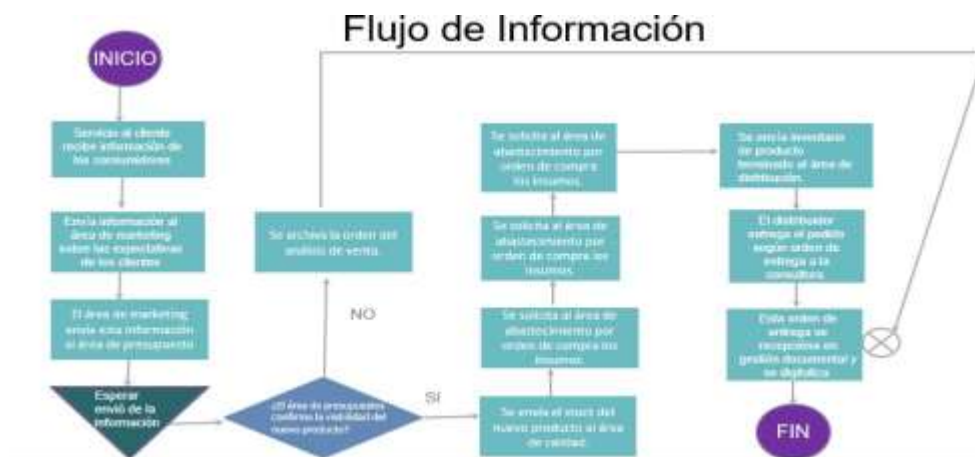 Flujo de Información
INICIO
Servicio al cliente
recibe información de
los consumidores
Envía información al
área de marketing
sobre las expectativas
de los clientes
El área de marketing
envía esta información
al área de presupuesto
Esperar
envió de la
información
¿El área de presupuestos
confirma la viabilidad del
nuevo producto?
NO
Se archiva la orden del
análisis de venta.
SI
Se envía el del
nuevo producto al área
de calidad.
Se solicita al área de
abastecimiento por
orden de compra los
insumos.
Se solicita al área de
abastecimiento por
orden de compra los
insumos.
Se solicita al área de
abastecimiento por
orden de compra
los insumos.
Se envía inventario
de producto
terminado al área de
distribución.
El distribuidor
entrega el pedido
según orden de
entrega a la
consultora.
Esta orden de
entrega se
recepciona en
gestión documental y
se digitaliza
FIN